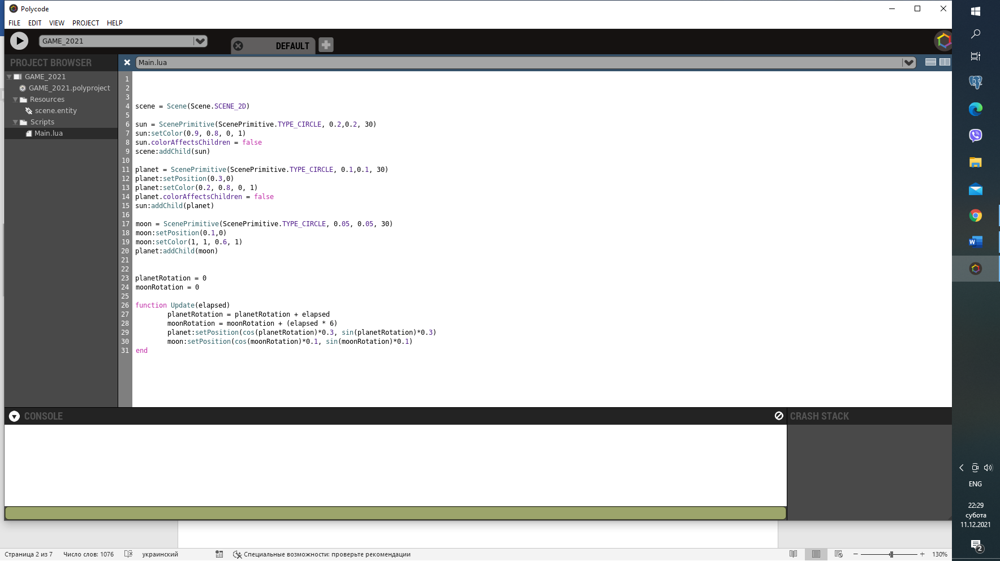 Polycode
FILE EDIT VIEW PROJECT HELP
GAME_2021
DEFAULT
PROJECT BROWSER
Main.lua
GAME_2021
GAME_2021.polyproject
Resources
scene.entity
Scripts
Main.lua
1
2
3
4 scene = Scene(Scene.SCENE_2D)
5
6 sun = ScenePrimitive(ScenePrimitive.TYPE_CIRCLE, 0.2,0.2, 30)
7 sun:setColor(0.9, 0.8, 0, 1)
8 sun.colorAffectsChildren = false
9 scene:addChild(sun)
10
11 planet = ScenePrimitive(ScenePrimitive.TYPE_CIRCLE, 0.1,0.1, 30)
12 planet:setPosition(0.3,0)
13 planet:setColor(0.2, 0.8, 0, 1)
14 planet.colorAffectsChildren = false
15 sun:addChild(planet)
16
17 moon = ScenePrimitive(ScenePrimitive.TYPE_CIRCLE, 0.05, 0.05, 30)
18 moon:setPosition(0.1,0)
19 moon:setColor(1, 1, 0.6, 1)
20 planet:addChild(moon)
21
22
23 planetRotation = 0
24 moonRotation = 0
25
26 function Update(elapsed)
27 planetRotation = planetRotation + elapsed
28 moonRotation = moonRotation + (elapsed * 6)
29 planet:setPosition(cos(planetRotation)*0.3, sin(planetRotation)*0.3)
30 moon:setPosition(cos(moonRotation)*0.1, sin(moonRotation)*0.1)
31 end
CONSOLE
CRASH STACK
ENG
22:29
субота
11.12.2021
2
Страница 2 из 7 Число слов: 1076 украинский Специальные возможности: проверьте рекомендации 130%